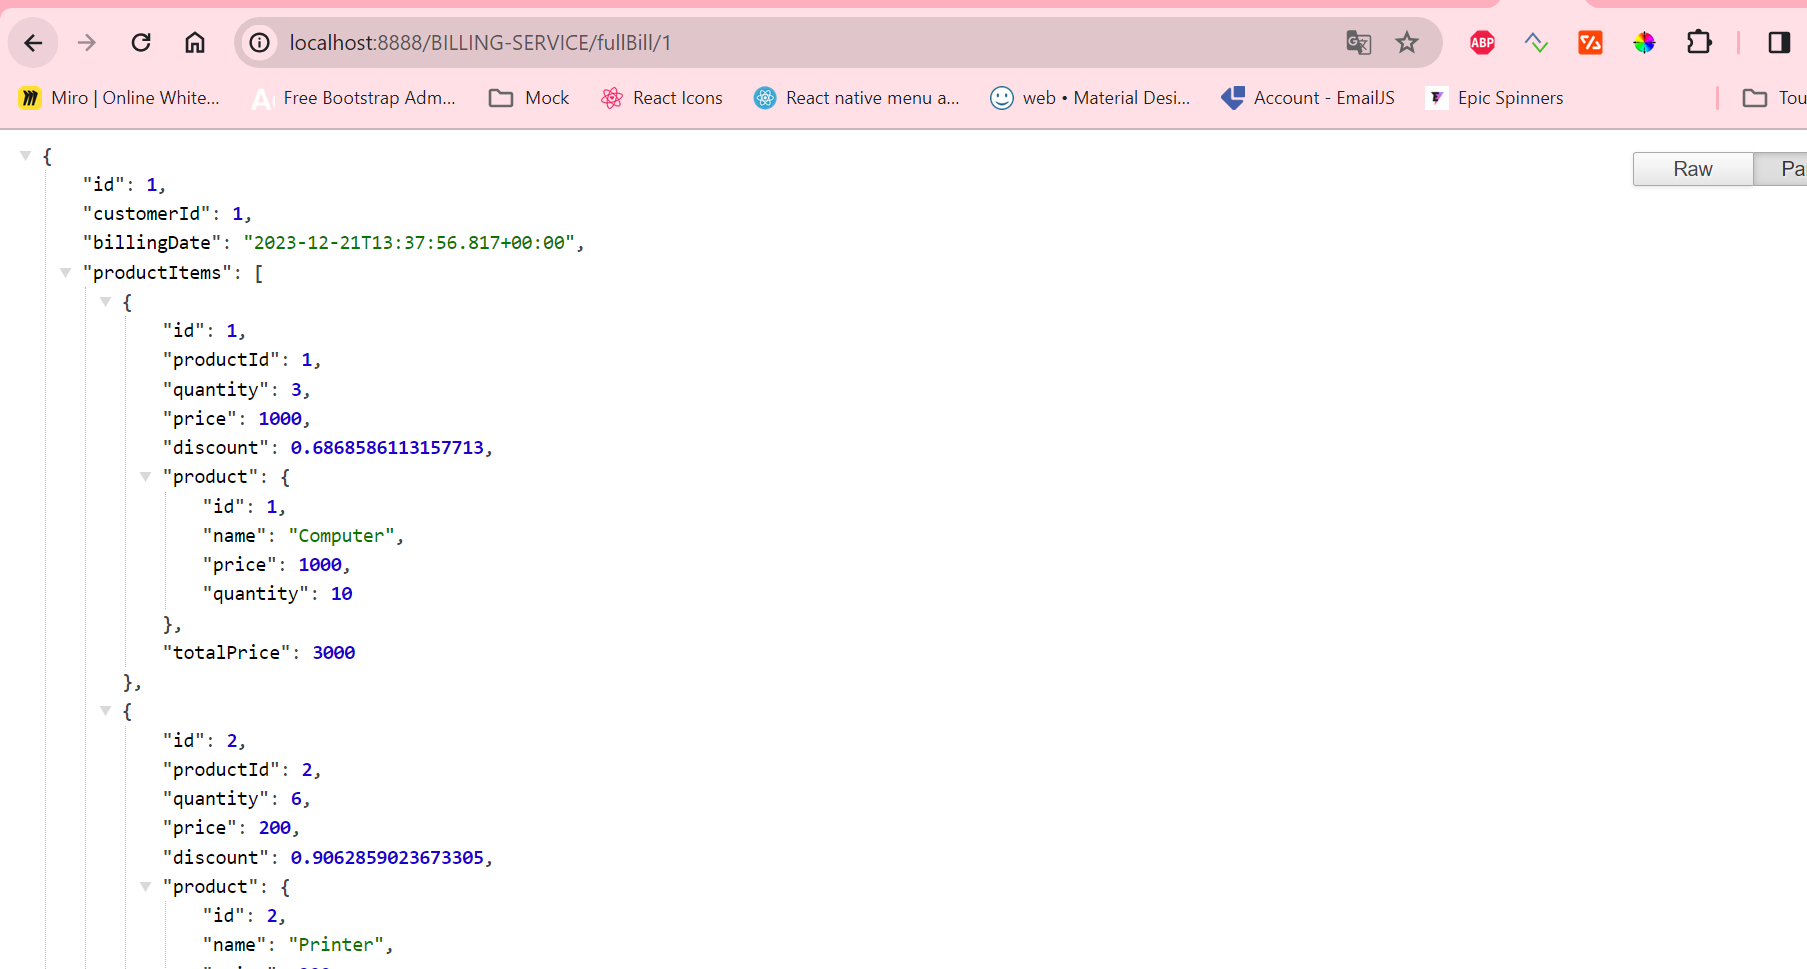 localhost:8888/BILLING-SERVICE/fullBill/1
ABP
Miro | Online White...
Free Bootstrap Adm...
Mock
React Icons
React native menu a...
web • Material Desi...
Account - EmailJS
Epic Spinners
Tou
Raw
Pa
{
"id": 1,
"customerId": 1,
"billingDate": "2023-12-21T13:37:56.817+00:00",
"productItems": [
{
"id": 1,
"productId": 1,
"quantity": 3,
"price": 1000,
"discount": 0.6868586113157713,
"product": {
"id": 1,
"name": "Computer",
"price": 1000,
"quantity": 10
},
"totalPrice": 3000
},
{
"id": 2,
"productId": 2,
"quantity": 6,
"price": 200,
"discount": 0.9062859023673305,
"product": {
"id": 2,
"name": "Printer",